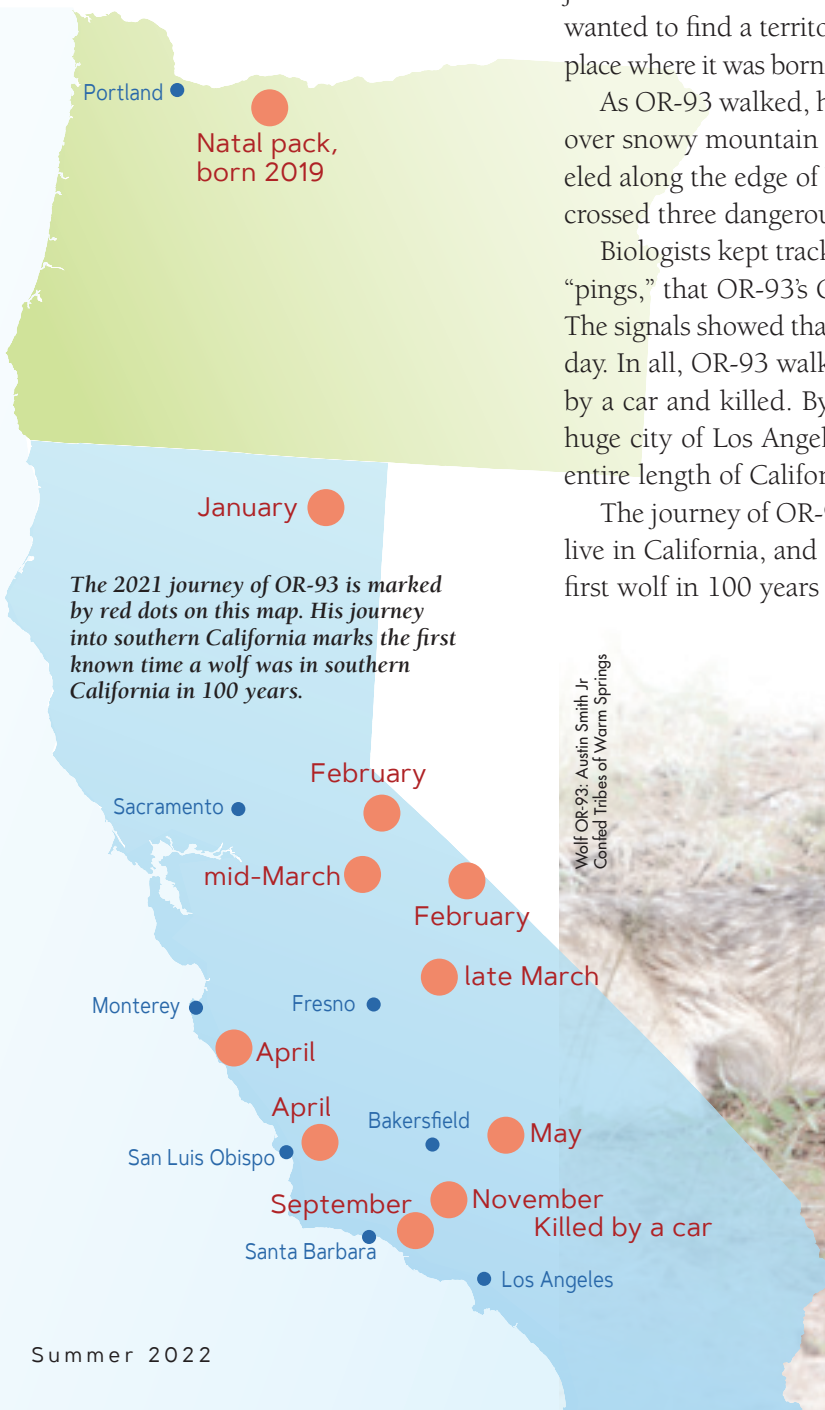 wanted to find a territo
place where it was born
As OR-93 walked, h
over snowy mountain
eled along the edge of
crossed three dangerou
Biologists kept track
“pings,” that OR-93’s
The signals showed tha
day. In all, OR-93 walk
by a car and killed. By
huge city of Los Angel
entire length of Califor
The journey of OR-9
live in California, and
first wolf in 100 years
Portland
Natal pack,
born 2019
January
The 2021 journey of OR-93 is marked
by red dots on this map. His journey
into southern California marks the first
known time a wolf was in southern
California in 100 years.
Wolf OR-93: Austin Smith Jr
Confed Tribes of Warm Springs
February
Sacramento
mid-March
February
late March
Monterey
Fresno
April
April
Bakersfield
May
San Luis Obispo
September
November
Killed by a car
Santa Barbara
Los Angeles
Summer 2022